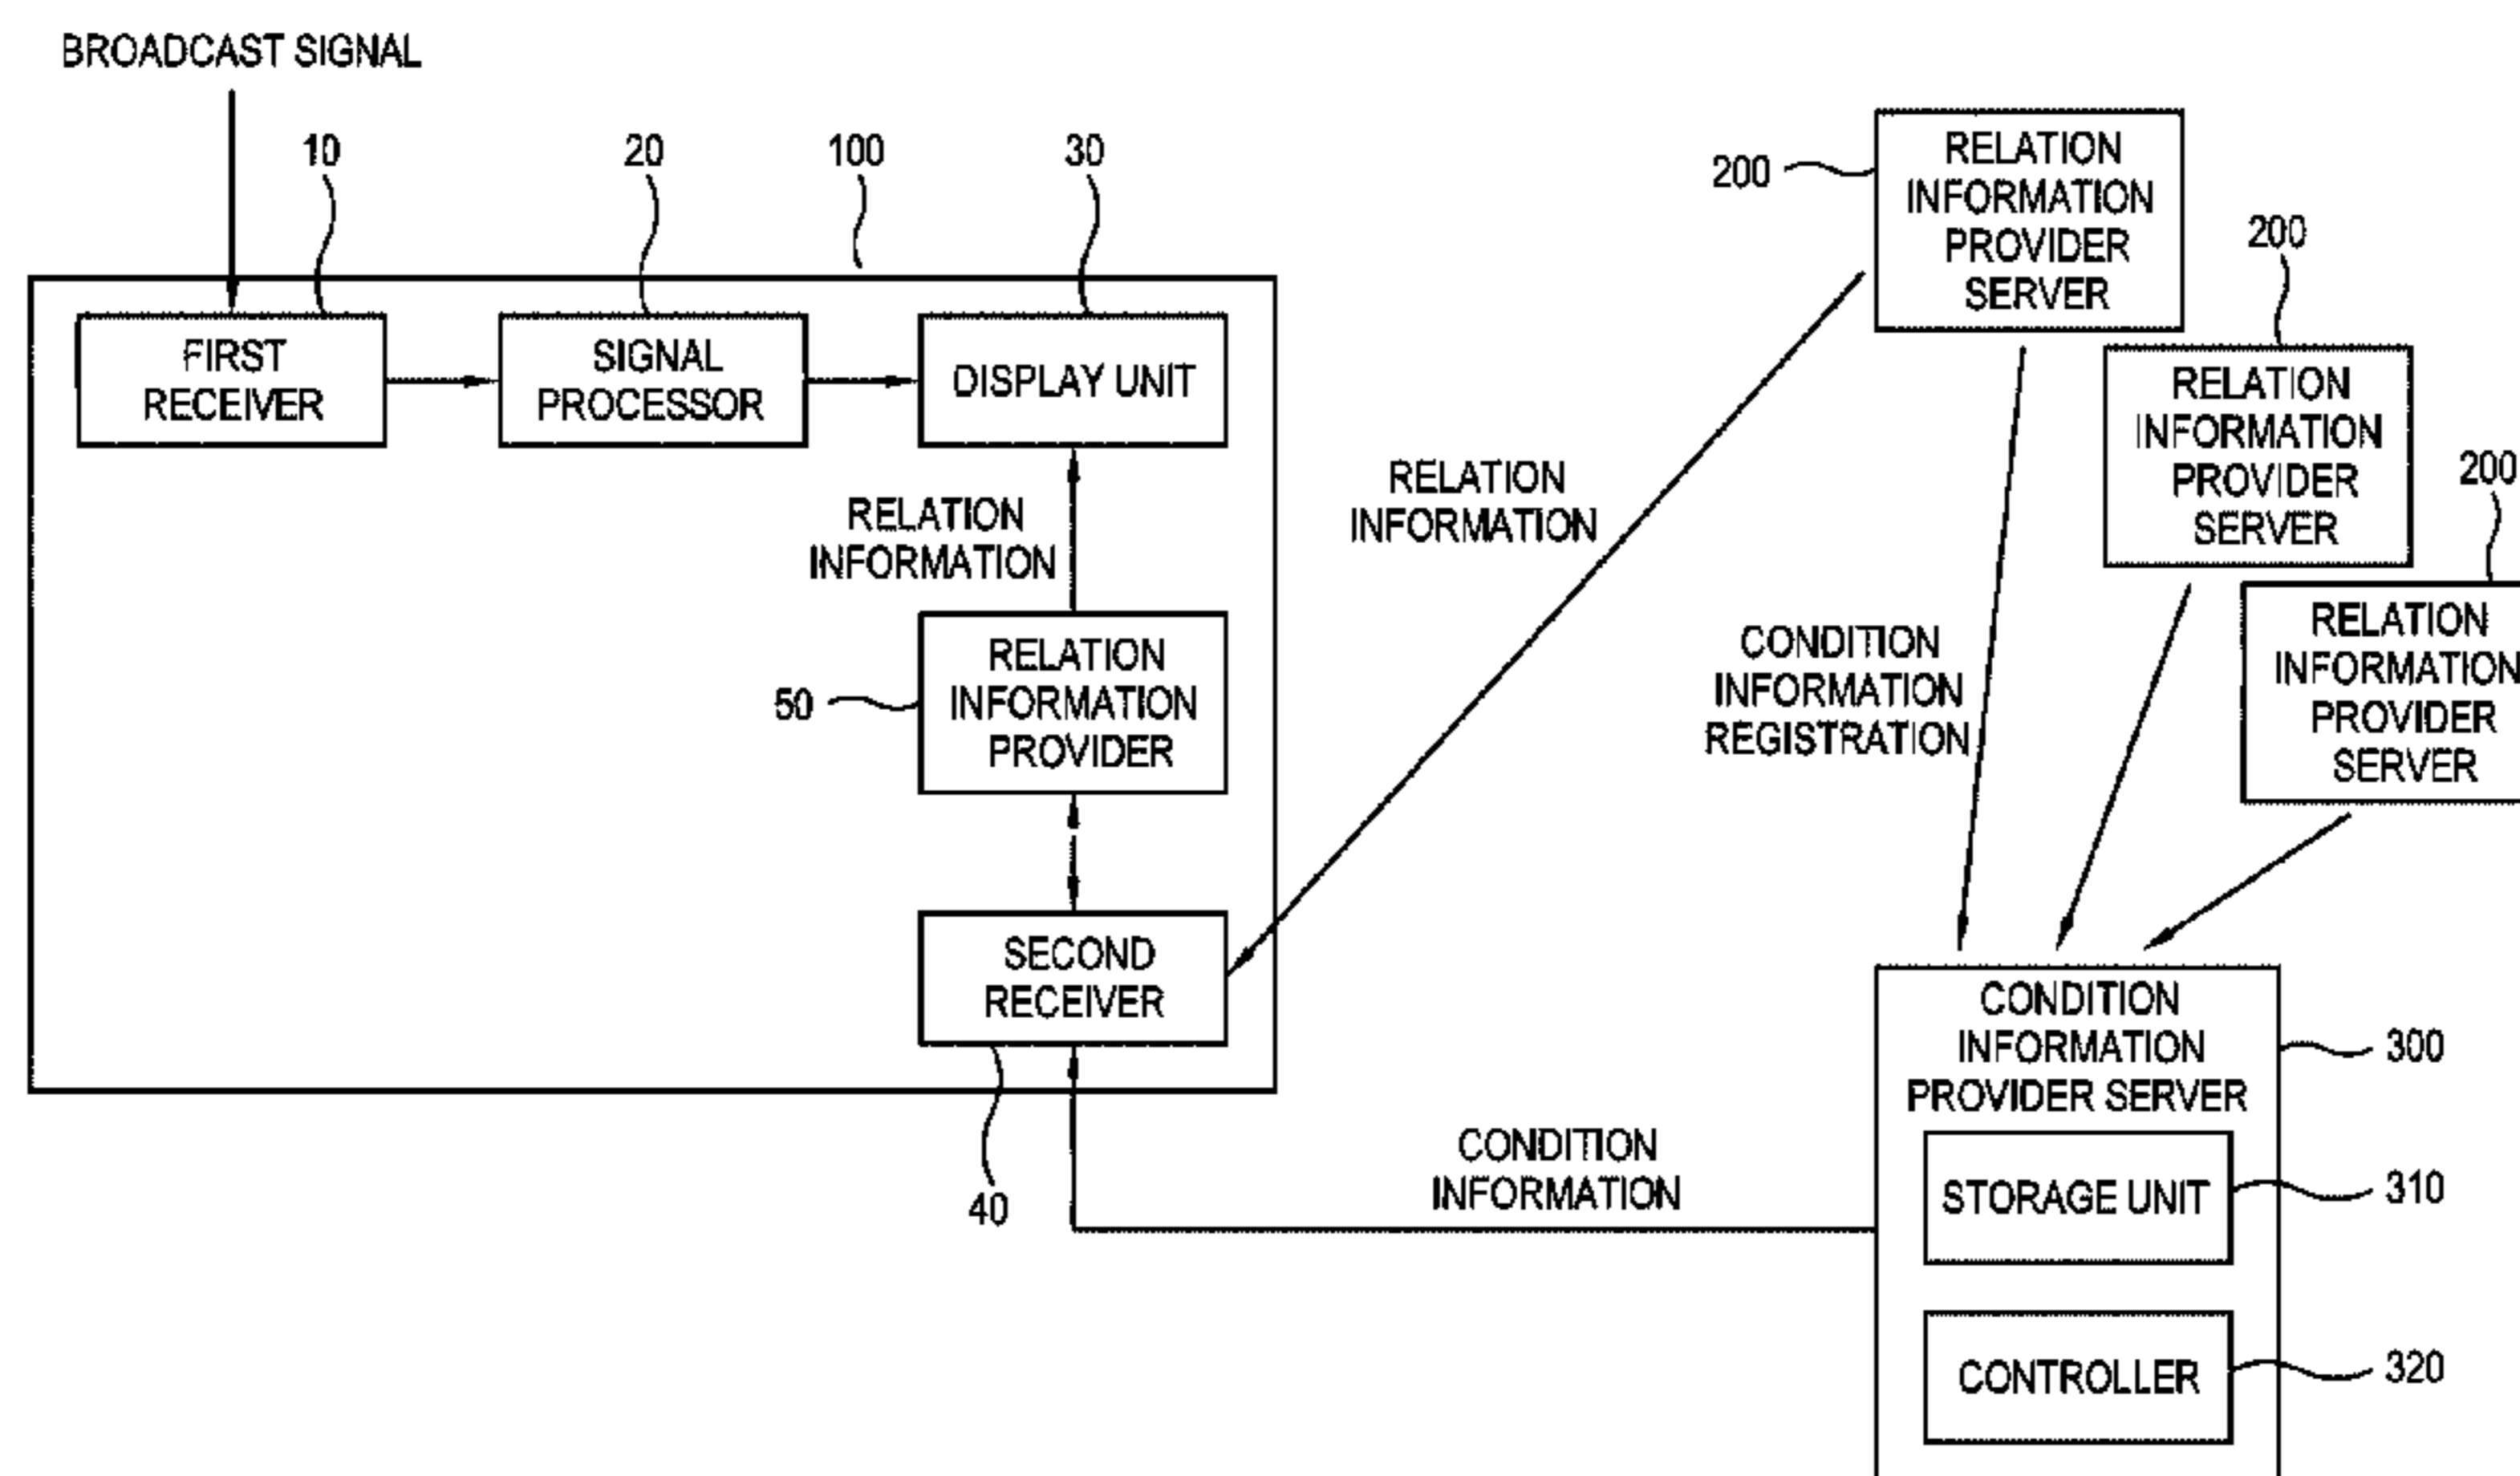 BROADCAST SIGNAL
10
20
100
30
FIRST
RECEIVER
SIGNAL
PROCESSOR
DISPLAY UNIT
RELATION
INFORMATION
50
RELATION
INFORMATION
PROVIDER
SECOND
RECEIVER
40
RELATION
INFORMATION
200
RELATION
INFORMATION
PROVIDER
SERVER
200
RELATION
INFORMATION
PROVIDER
SERVER
200
RELATION
INFORMATION
PROVIDER
SERVER
CONDITION
INFORMATION
REGISTRATION
CONDITION
INFORMATION
CONDITION
INFORMATION
PROVIDER SERVER
300
STORAGE UNIT
310
CONTROLLER
320